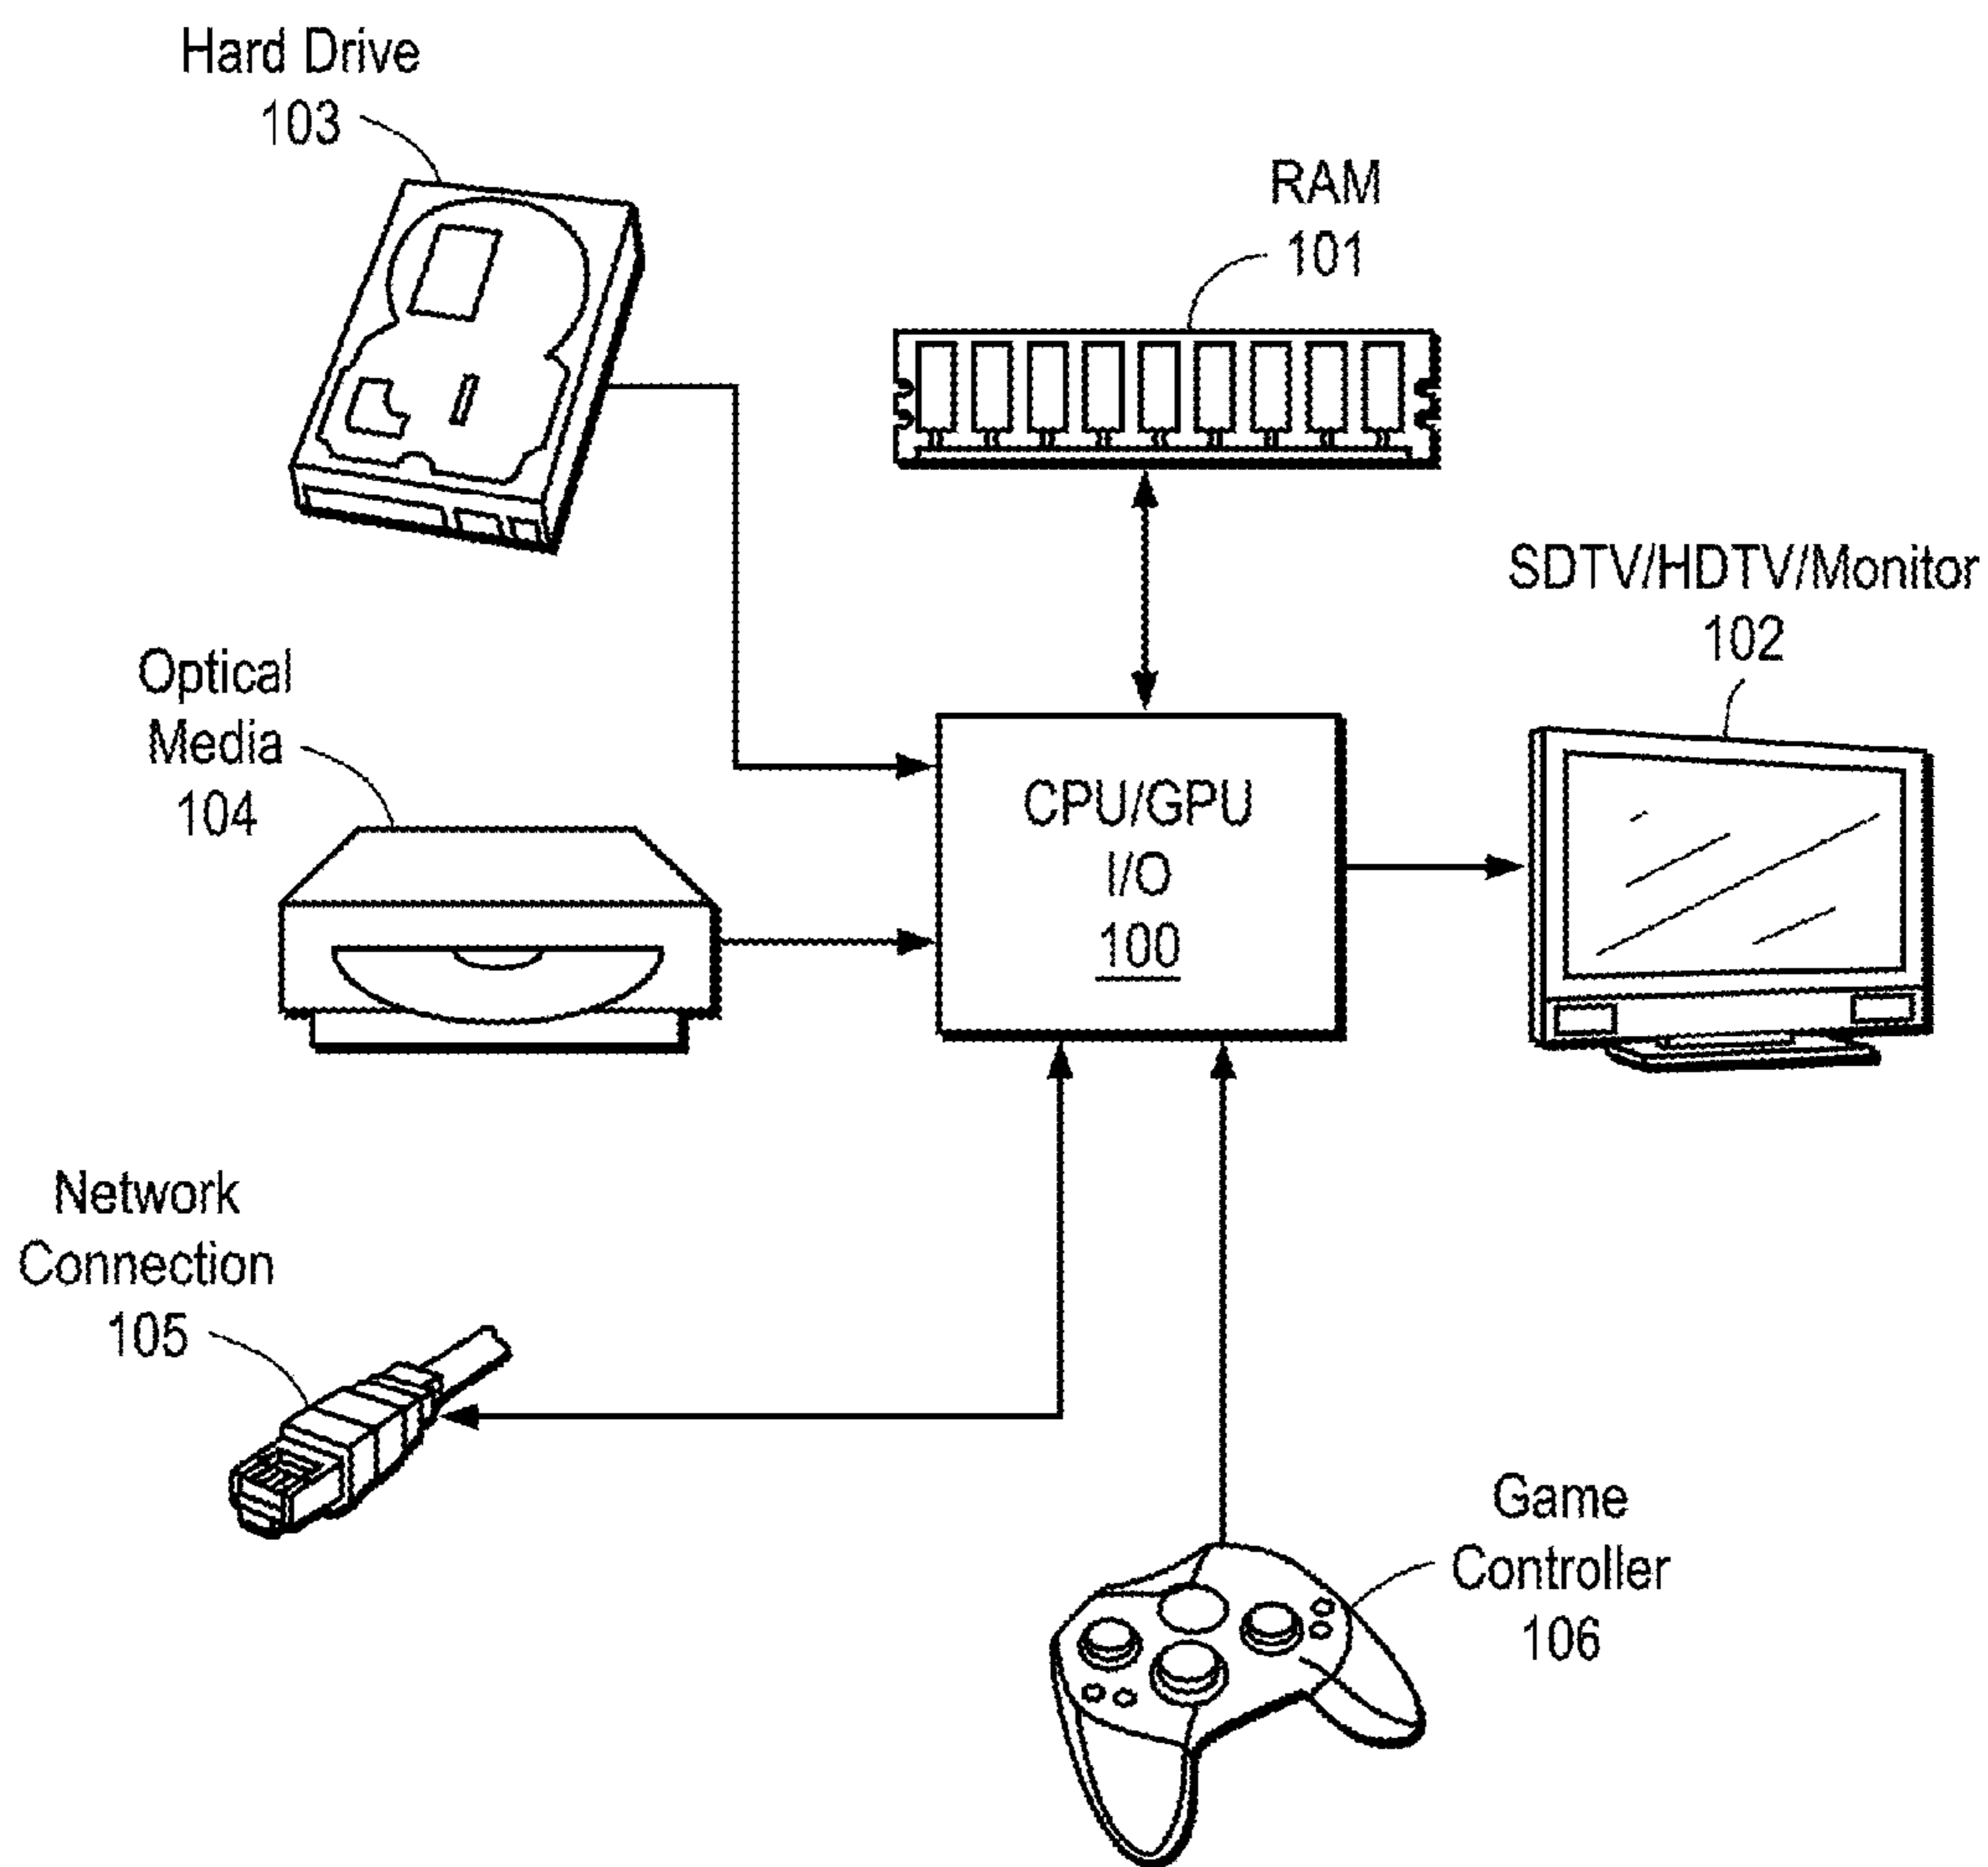 Hard Drive
103
RAM
101
SDTV/HDTV/Monitor
102
Optical
Media
104
CPU/GPU
I/O
100
Network
Connection
105
Game
Controller
106